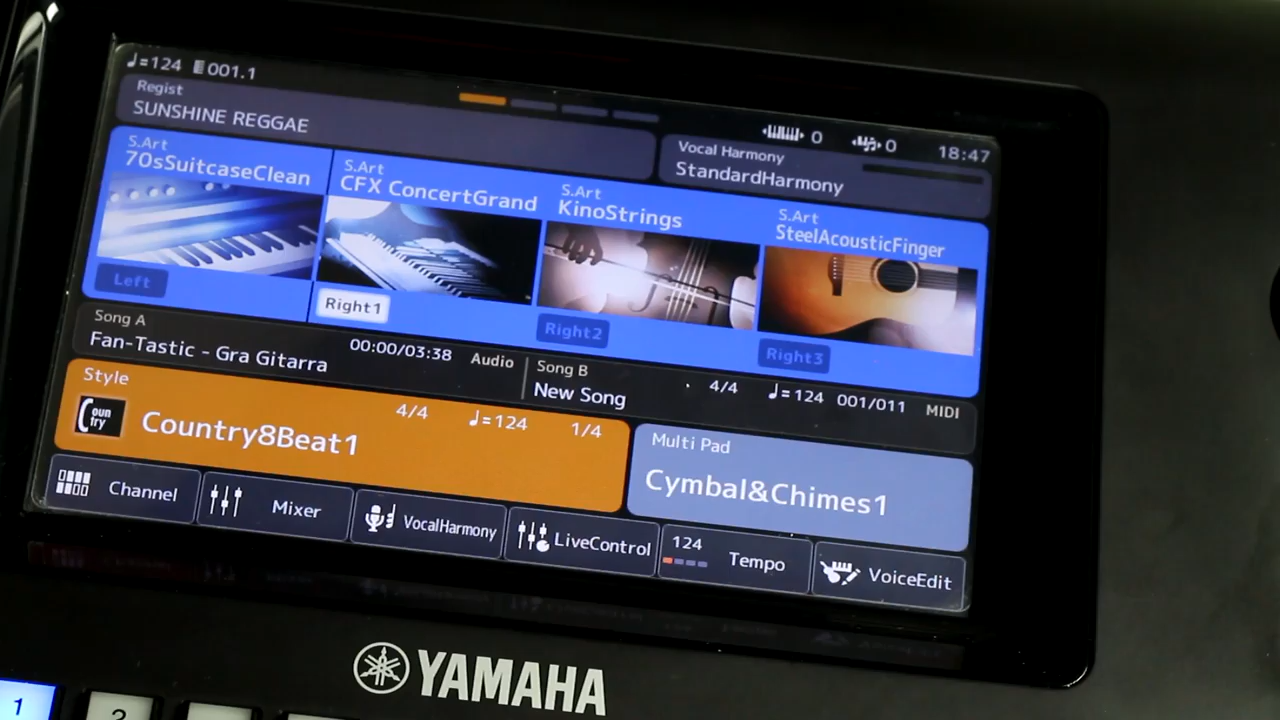 ♩=124 001.1
0 0 18:47
Regist
SUNSHINE REGGAE
Vocal Harmony
StandardHarmony
S.Art
70sSuitcaseClean
Left
S.Art
CFX ConcertGrand
Right1
S.Art
KinoStrings
Right2
S.Art
SteelAcousticFinger
Right3
Song A
Fan-Tastic - Gra Gitarra
00:00/03:38 Audio
Song B
New Song
4/4 ♩=124 001/011 MIDI
Style
Country
Country8Beat1
4/4 ♩=124 1/4
Multi Pad
Cymbal&Chimes1
Channel
Mixer
VocalHarmony
LiveControl
124 Tempo
VoiceEdit
YAMAHA
1 2